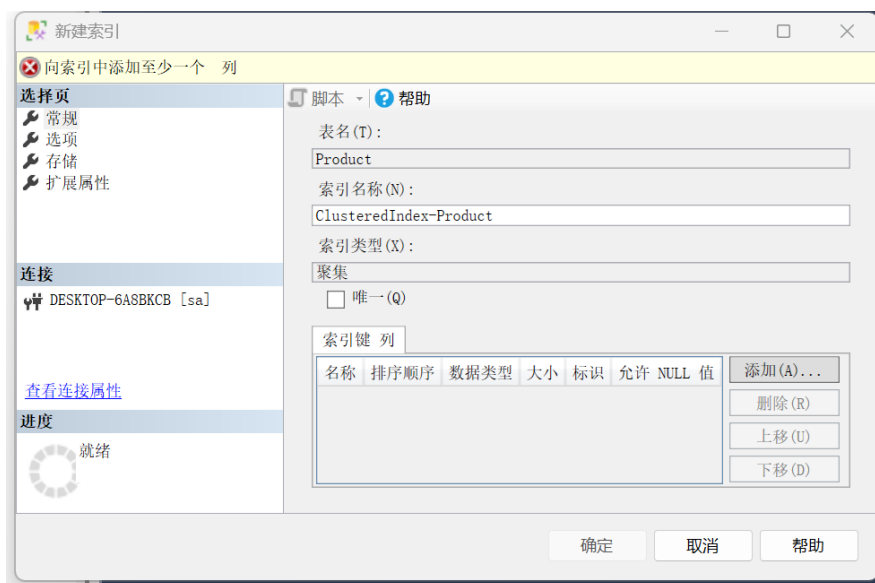 新建索引
向索引中添加至少一个 列
选择页
常规
选项
存储
扩展属性
连接
DESKTOP-6A8BKCB [sa]
查看连接属性
进度
就绪
脚本 帮助
表名(T):
Product
索引名称(N):
ClusteredIndex-Product
索引类型(X):
聚集
唯一(Q)
索引键 列
名称 排序顺序 数据类型 大小 标识 允许 NULL 值
添加(A)...
删除(R)
上移(U)
下移(D)
确定 取消 帮助